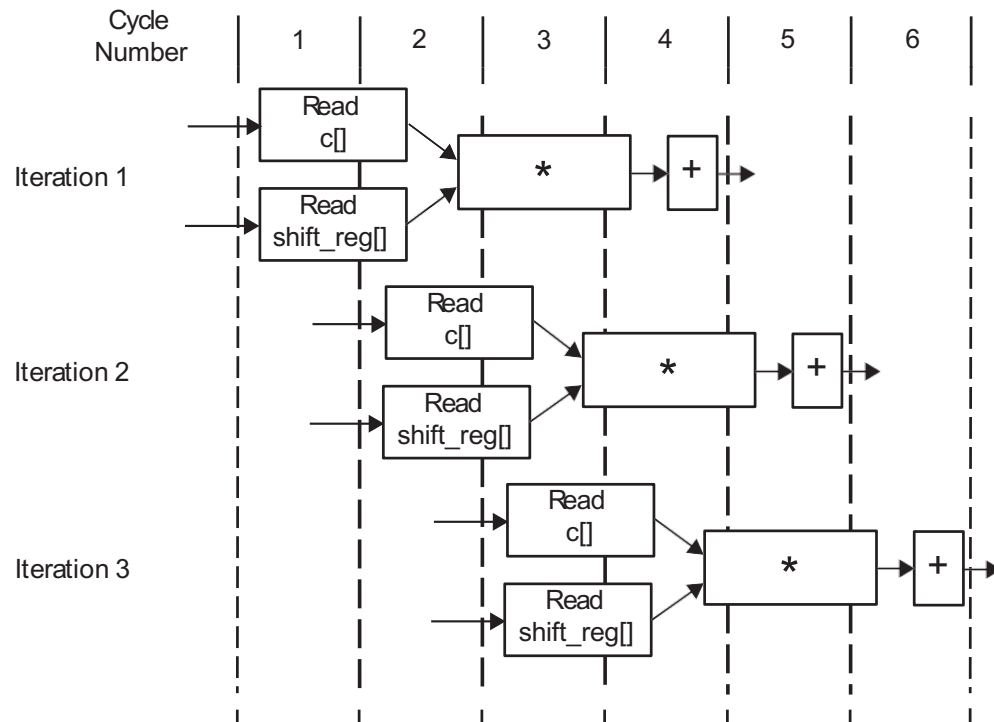 Cycle
Number
1 2 3 4 5 6
Iteration 1
Read
c[]
Read
shift_reg[]
*
+
Iteration 2
Read
c[]
Read
shift_reg[]
*
+
Iteration 3
Read
c[]
Read
shift_reg[]
*
+